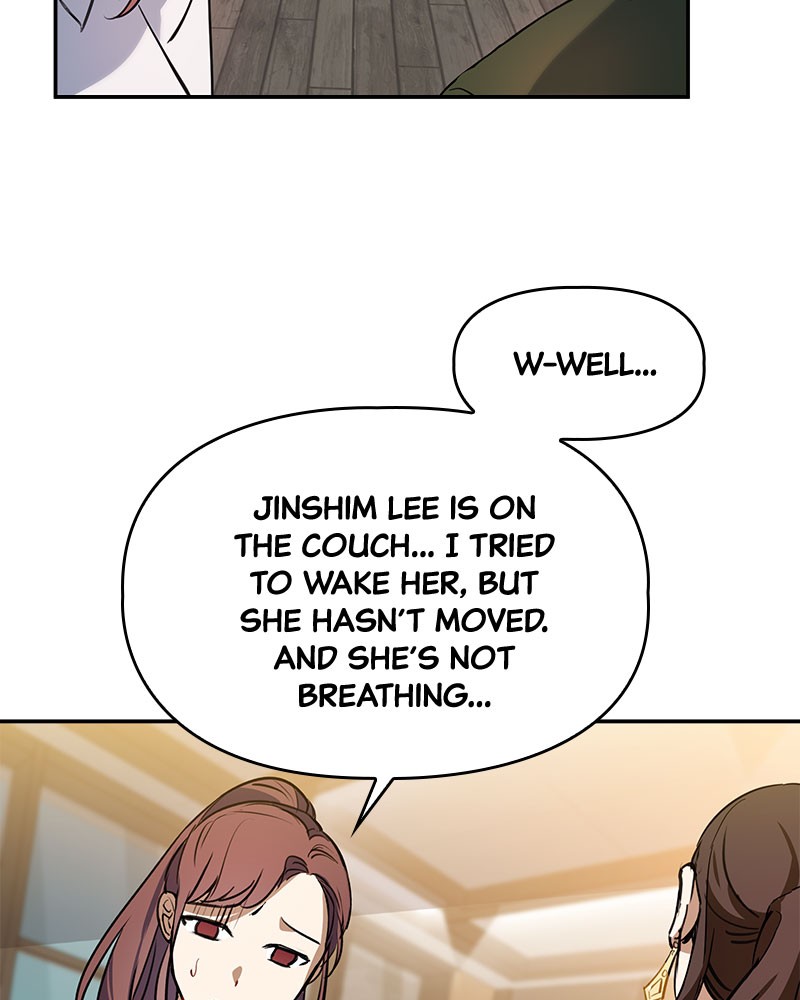 W-WELL...
JINSHIM LEE IS ON
THE COUCH... I TRIED
TO WAKE HER, BUT
SHE HASN'T MOVED.
AND SHE'S NOT
BREATHING...